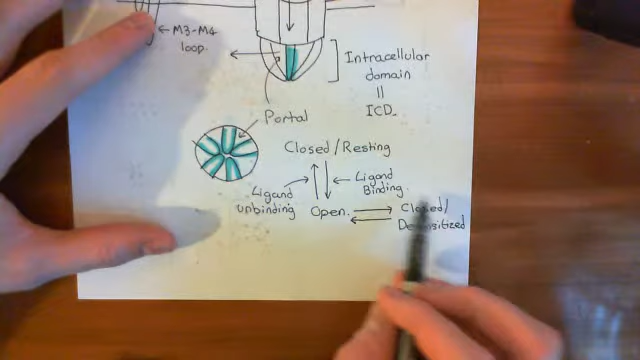 M3-M4
loop.
Intracellular
domain
=
ICD
Portal
Closed/Resting
Ligand
Binding.
Ligand
unbinding
Open.
Closed/
Desensitized